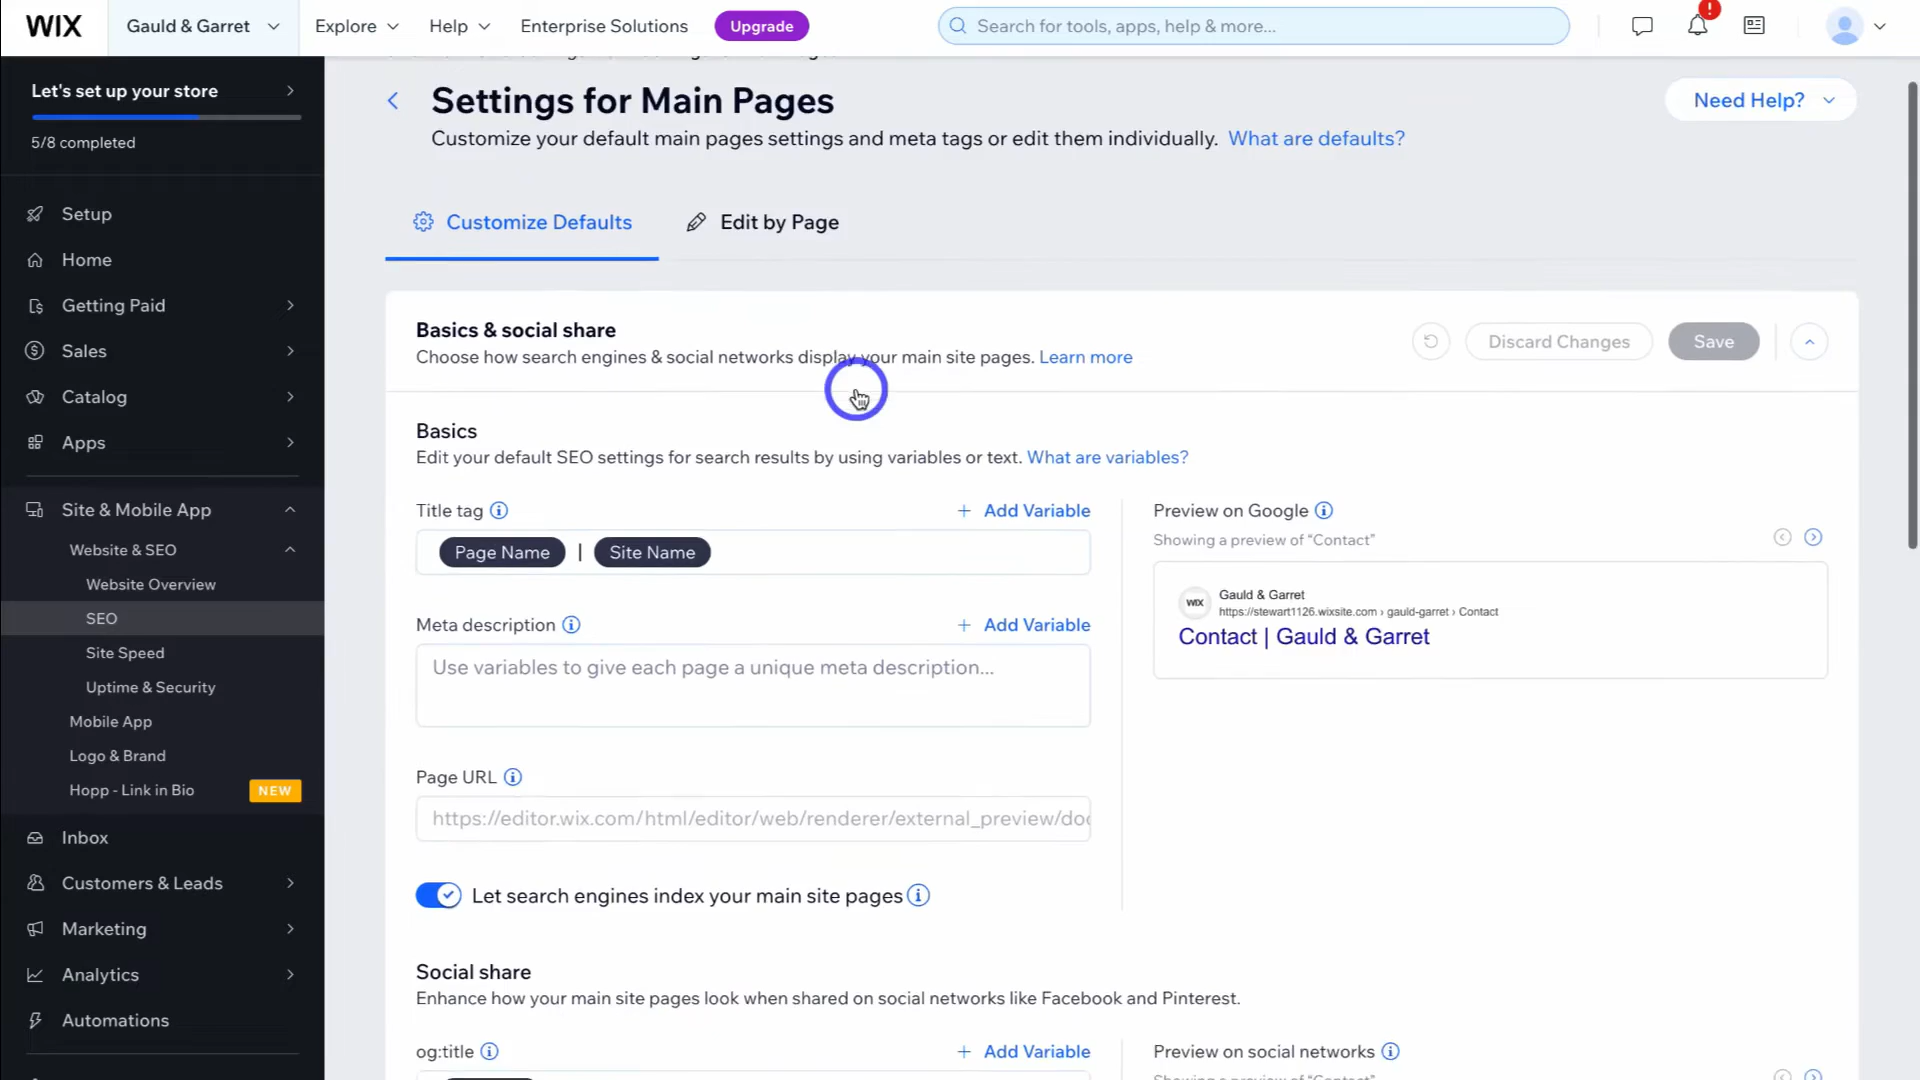 WIX
Gauld & Garret
Explore
Help
Enterprise Solutions
Upgrade
Search for tools, apps, help & more...
!
Let's set up your store
5/8 completed
Setup
Home
Getting Paid
Sales
Catalog
Apps
Site & Mobile App
Website & SEO
Website Overview
SEO
Site Speed
Uptime & Security
Mobile App
Logo & Brand
Hopp - Link in Bio NEW
Inbox
Customers & Leads
Marketing
Analytics
Automations
Settings for Main Pages
Need Help?
Customize your default main pages settings and meta tags or edit them individually. What are defaults?
Customize Defaults
Edit by Page
Basics & social share
Choose how search engines & social networks display your main site pages. Learn more
Discard Changes
Save
Basics
Edit your default SEO settings for search results by using variables or text. What are variables?
Title tag
+ Add Variable
Page Name | Site Name
Meta description
+ Add Variable
Use variables to give each page a unique meta description...
Page URL
https://editor.wix.com/html/editor/web/renderer/external_preview/doc
Let search engines index your main site pages
Preview on Google
Showing a preview of “Contact”
WIX
Gauld & Garret
https://stewart1126.wixsite.com › gauld-garret › Contact
Contact | Gauld & Garret
Social share
Enhance how your main site pages look when shared on social networks like Facebook and Pinterest.
og:title
+ Add Variable
Preview on social networks
Showing a preview of “Contact”